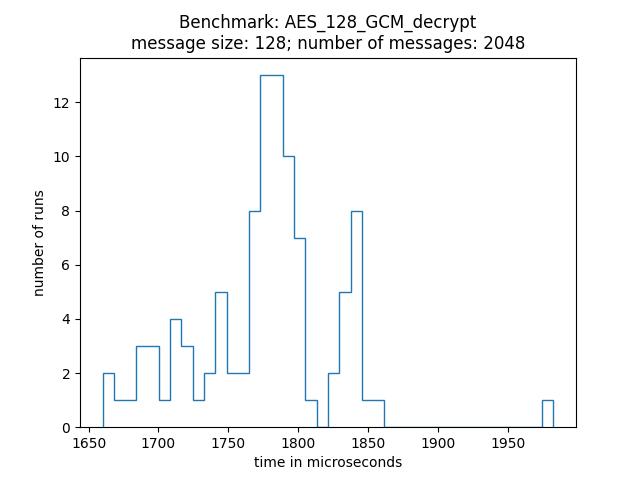 Benchmark: AES_128_GCM_decrypt
message size: 128; number of messages: 2048
number of runs
12
10
8
6
4
2
0
1650 1700 1750 1800 1850 1900 1950
time in microseconds